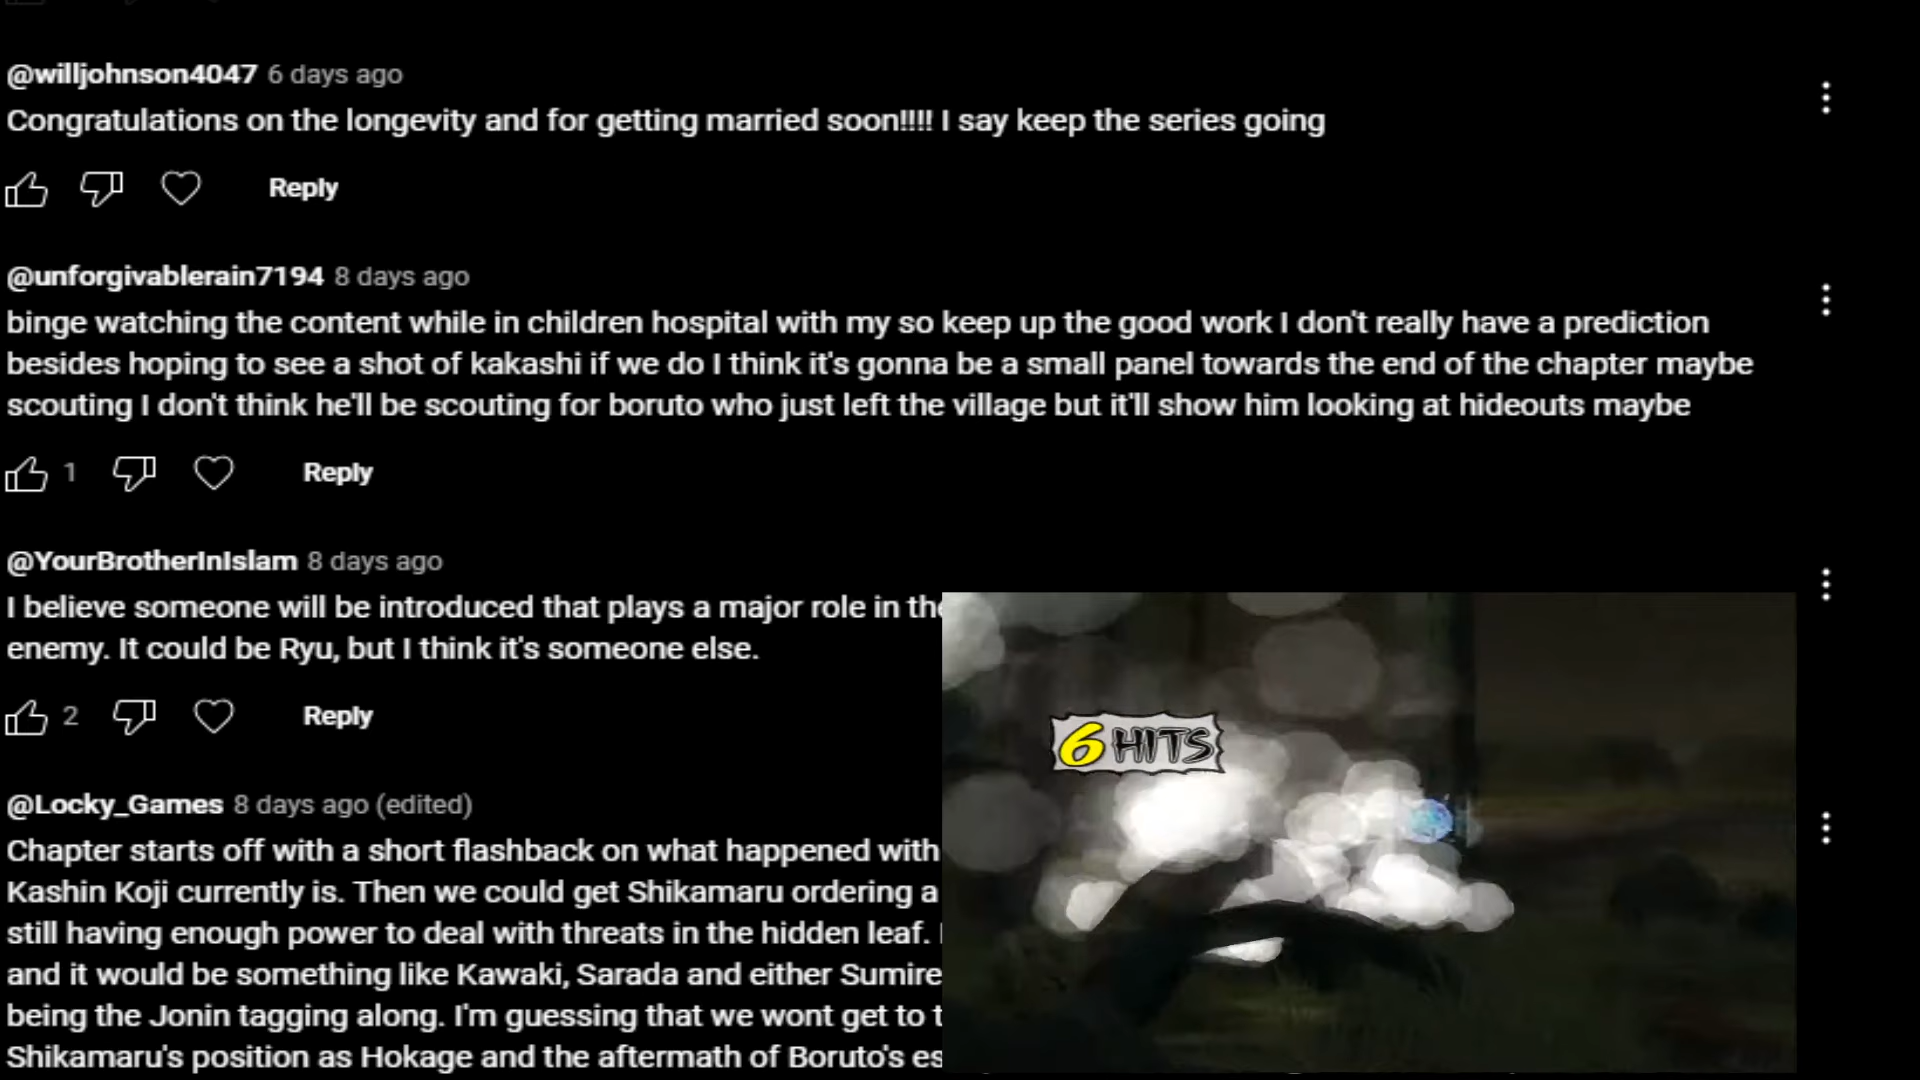 @willjohnson4047 6 days ago
Congratulations on the longevity and for getting married soon!!!! I say keep the series going
Reply
@unforgivablerain7194 8 days ago
binge watching the content while in children hospital with my so keep up the good work I don't really have a prediction
besides hoping to see a shot of kakashi if we do I think it's gonna be a small panel towards the end of the chapter maybe
scouting I don't think he'll be scouting for boruto who just left the village but it'll show him looking at hideouts maybe
1 Reply
@YourBrotherInIslam 8 days ago
I believe someone will be introduced that plays a major role in the
enemy. It could be Ryu, but I think it's someone else.
2 Reply
6 HITS
@Locky_Games 8 days ago (edited)
Chapter starts off with a short flashback on what happened with
Kashin Koji currently is. Then we could get Shikamaru ordering a
still having enough power to deal with threats in the hidden leaf.
and it would be something like Kawaki, Sarada and either Sumire
being the Jonin tagging along. I'm guessing that we wont get to
Shikamaru's position as Hokage and the aftermath of Boruto's